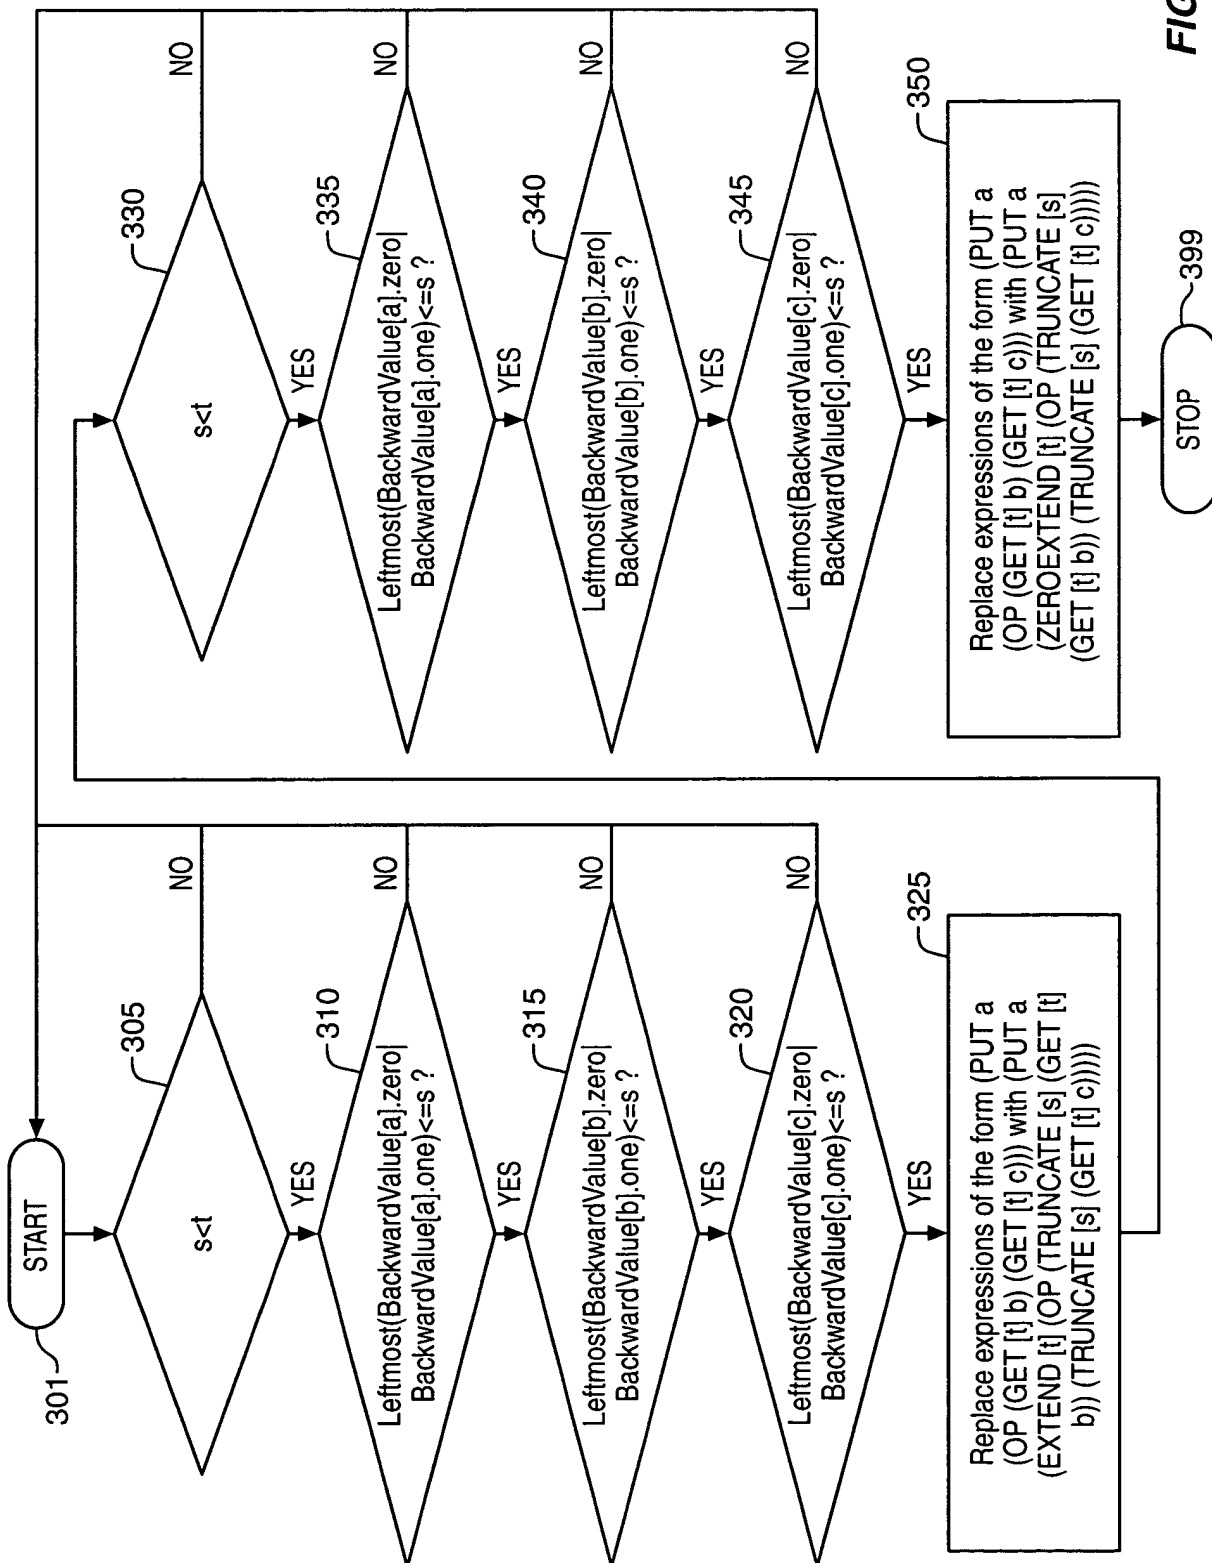 START
301
s<t
305
NO
YES
Leftmost(BackwardValue[a].zero|
BackwardValue[a].one)<=s ?
310
NO
YES
Leftmost(BackwardValue[b].zero|
BackwardValue[b].one)<=s ?
315
NO
YES
Leftmost(BackwardValue[c].zero|
BackwardValue[c].one)<=s ?
320
NO
YES
325
Replace expressions of the form (PUT a
(OP (GET [t] b) (GET [t] c))) with (PUT a
(EXTEND [t] (OP (TRUNCATE [s] (GET [t]
b)) (TRUNCATE [s] (GET [t] c)))))
s<t
330
NO
YES
Leftmost(BackwardValue[a].zero|
BackwardValue[a].one)<=s ?
335
NO
YES
Leftmost(BackwardValue[b].zero|
BackwardValue[b].one)<=s ?
340
NO
YES
Leftmost(BackwardValue[c].zero|
BackwardValue[c].one)<=s ?
345
NO
YES
350
Replace expressions of the form (PUT a
(OP (GET [t] b) (GET [t] c))) with (PUT a
(ZEROEXTEND [t] (OP (TRUNCATE [s]
(GET [t] b)) (TRUNCATE [s] (GET [t] c)))))
STOP
399
FIG